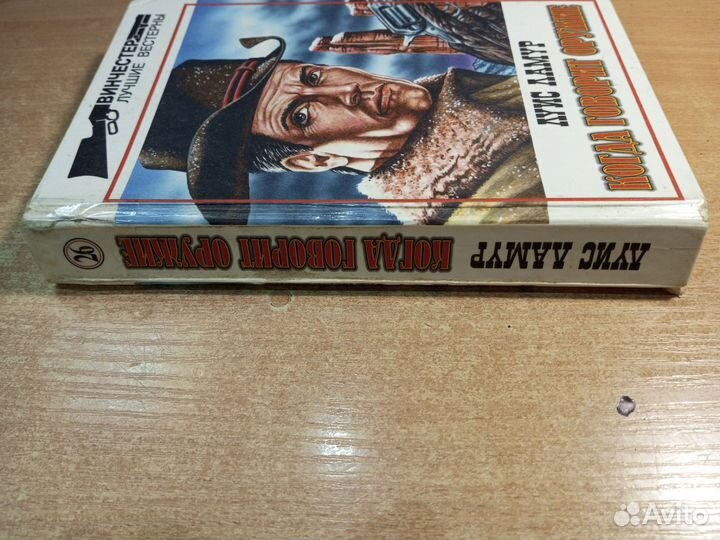 ВИНЧЕСТЕР
ЛУЧШИЕ ВЕСТЕРНЫ
ЛУИС ЛАМУР
КОГДА ГОВОРИТ ОРУЖИЕ
ЛУИС ЛАМУР
КОГДА ГОВОРИТ ОРУЖИЕ
26
Avito